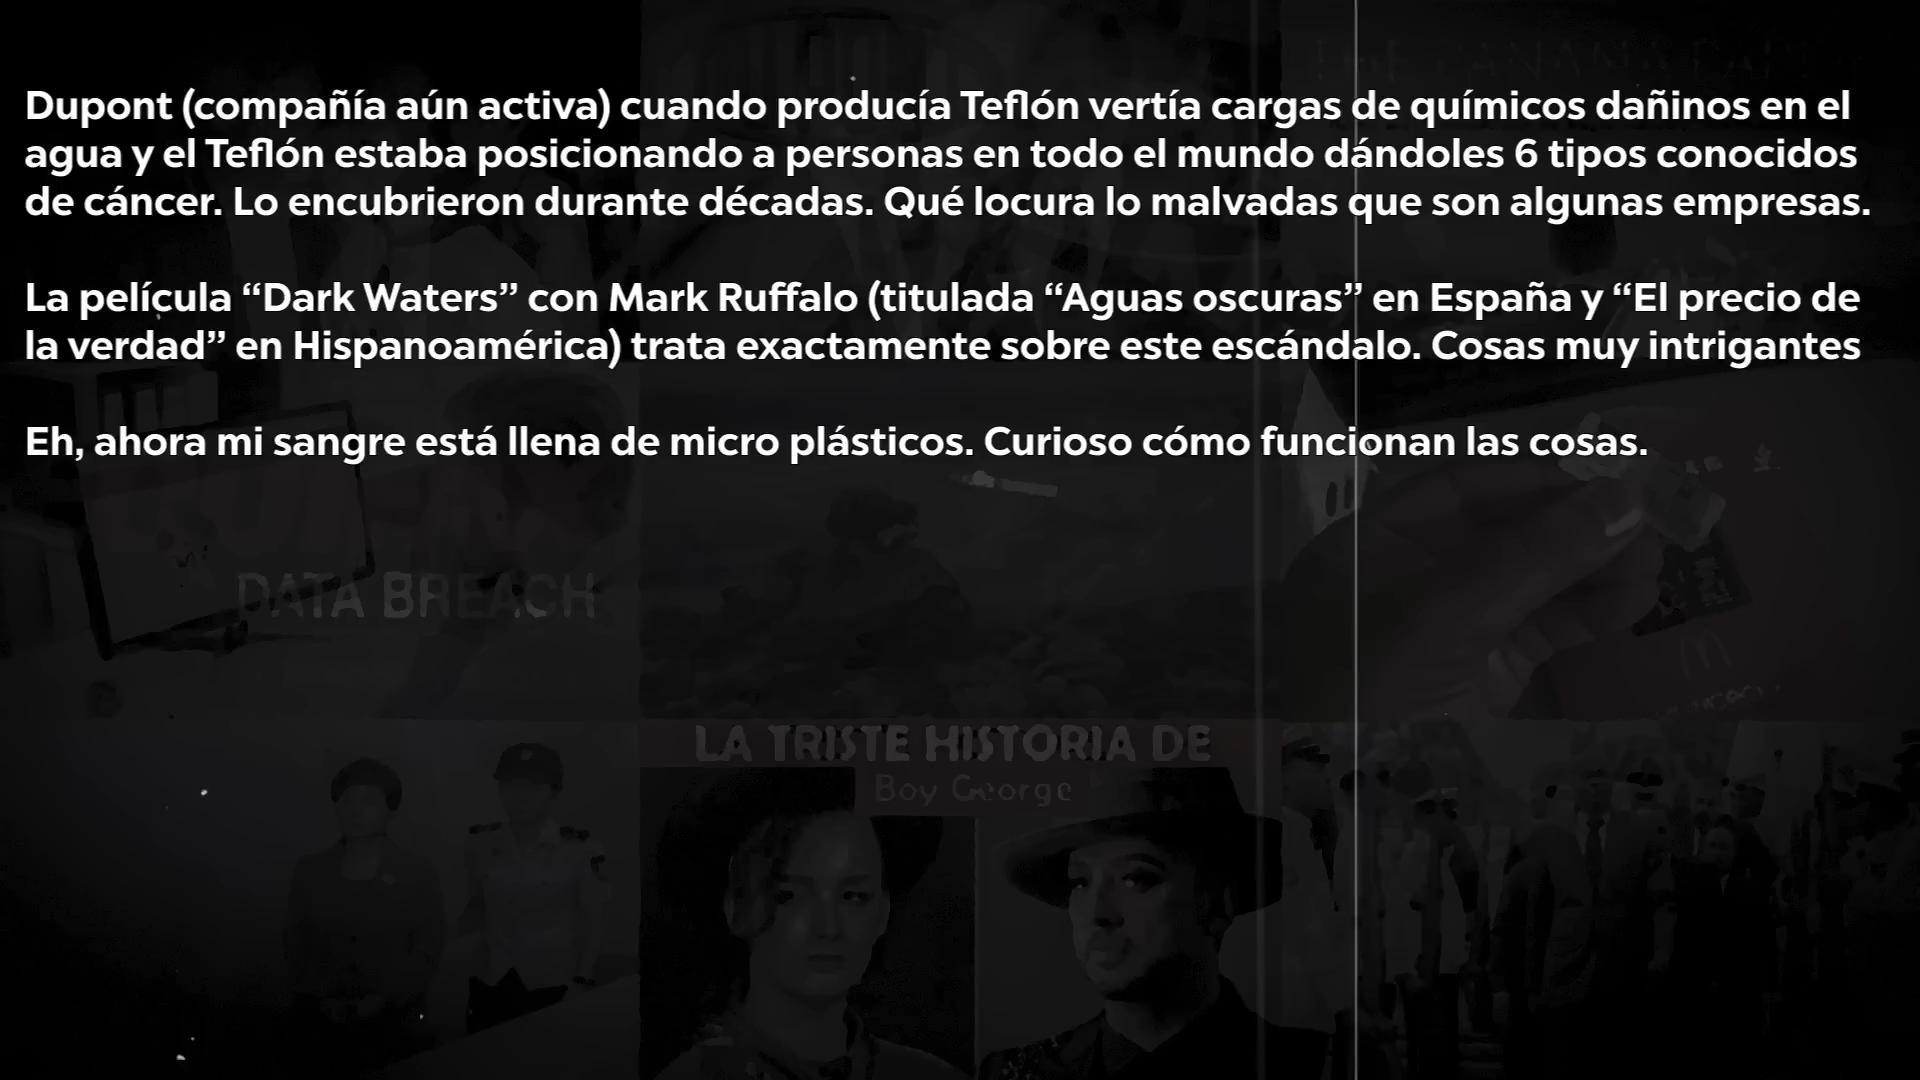 Dupont (compañía aún activa) cuando producía Teflón vertía cargas de químicos dañinos en el
agua y el Teflón estaba posicionando a personas en todo el mundo dándoles 6 tipos conocidos
de cáncer. Lo encubrieron durante décadas. Qué locura lo malvadas que son algunas empresas.
La película “Dark Waters” con Mark Ruffalo (titulada “Aguas oscuras” en España y “El precio de
la verdad” en Hispanoamérica) trata exactamente sobre este escándalo. Cosas muy intrigantes
Eh, ahora mi sangre está llena de micro plásticos. Curioso cómo funcionan las cosas.
DATA BREACH
LA TRISTE HISTORIA DE
Boy George